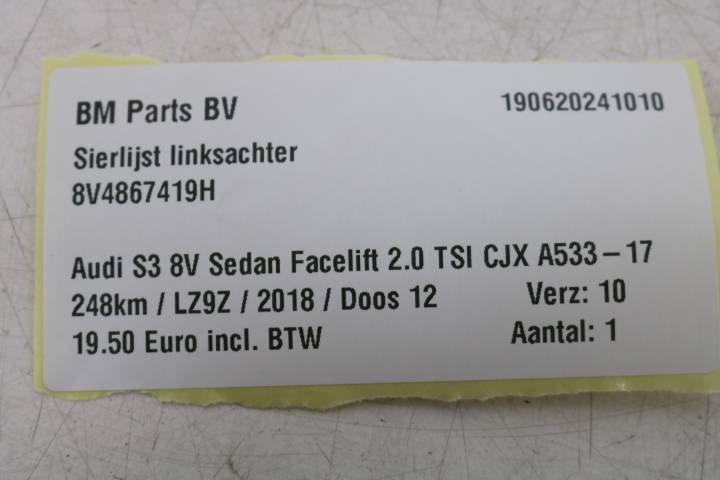 BM Parts BV 190620241010
Sierlijst linksachter
8V4867419H
Audi S3 8V Sedan Facelift 2.0 TSI CJX A533-17
248km / LZ9Z / 2018 / Doos 12 Verz: 10
19.50 Euro incl. BTW Aantal: 1